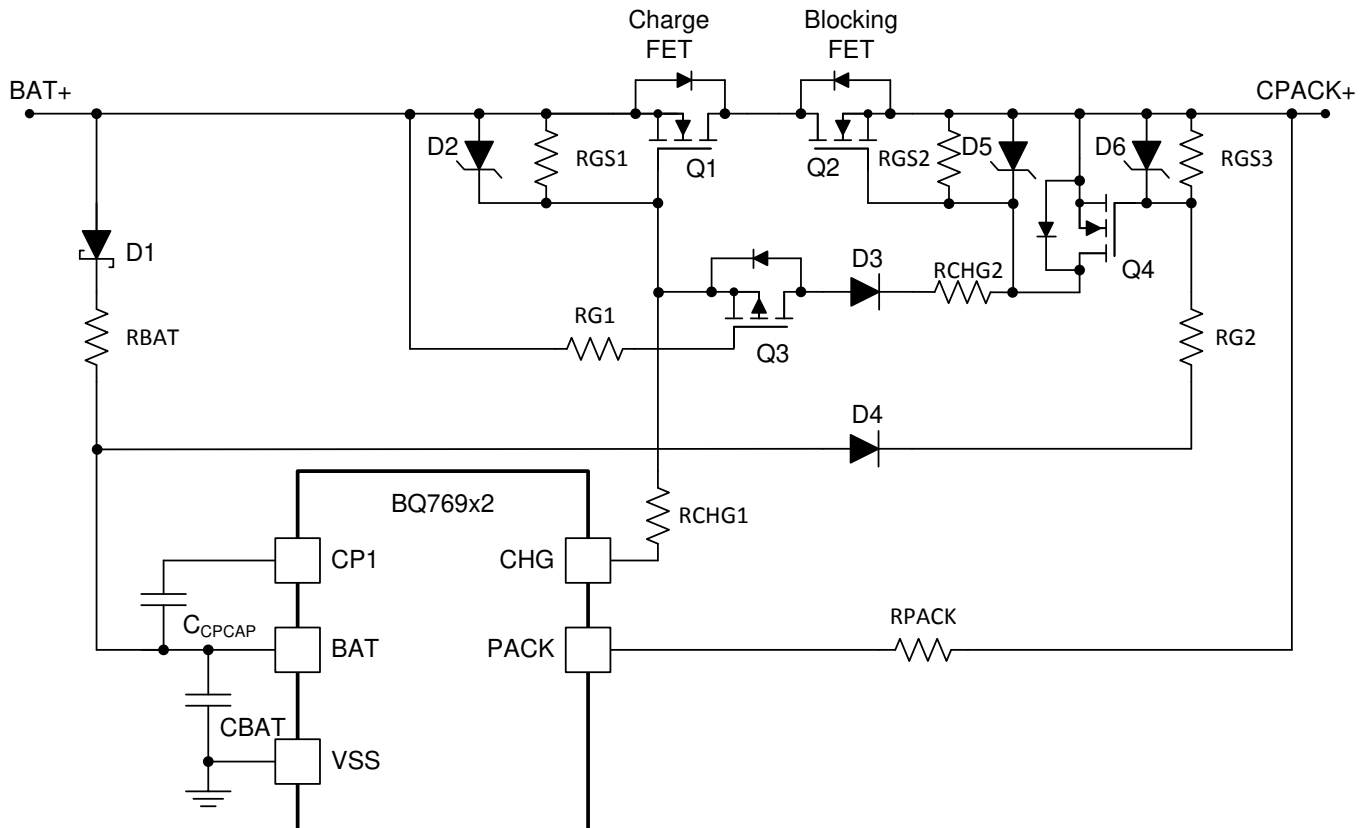 Charge
FET
Blocking
FET
BAT+
CPACK+
D2
RGS1
Q1
Q2
RGS2
D5
D6
RGS3
D1
Q4
D3
RCHG2
RBAT
RG1
Q3
RG2
D4
BQ769x2
RCHG1
CP1
CHG
CCPCAP
RPACK
BAT
PACK
CBAT
VSS